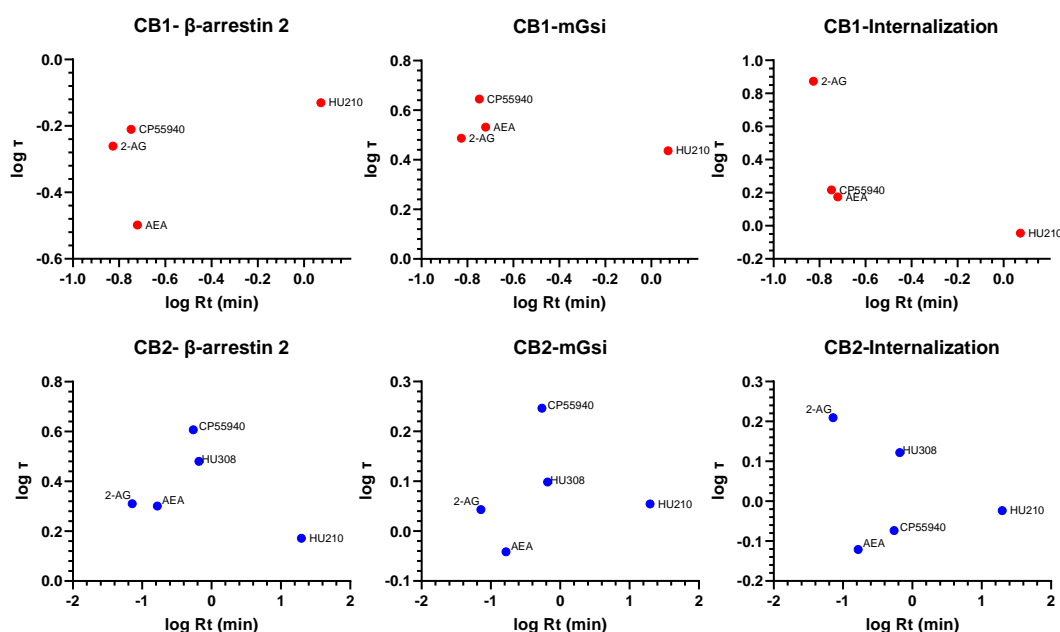 CB1- β-arrestin 2
CB1-mGsi
CB1-Internalization
0.0
-0.2
-0.4
-0.6
log τ
HU210
CP55940
2-AG
AEA
-1.0 -0.8 -0.6 -0.4 -0.2 0.0
log Rt (min)
0.8
0.6
0.4
0.2
0.0
log τ
CP55940
AEA
2-AG
HU210
-1.0 -0.8 -0.6 -0.4 -0.2 0.0
log Rt (min)
1.0
0.8
0.6
0.4
0.2
0.0
-0.2
log τ
2-AG
CP55940
AEA
HU210
-1.0 -0.8 -0.6 -0.4 -0.2 0.0
log Rt (min)
CB2- β-arrestin 2
CB2-mGsi
CB2-Internalization
0.8
0.6
0.4
0.2
0.0
log τ
CP55940
HU308
2-AG
AEA
HU210
-2 -1 0 1 2
log Rt (min)
0.3
0.2
0.1
0.0
-0.1
log τ
CP55940
HU308
2-AG
HU210
AEA
-2 -1 0 1 2
log Rt (min)
0.3
0.2
0.1
0.0
-0.1
-0.2
log τ
2-AG
HU308
HU210
CP55940
AEA
-2 -1 0 1 2
log Rt (min)